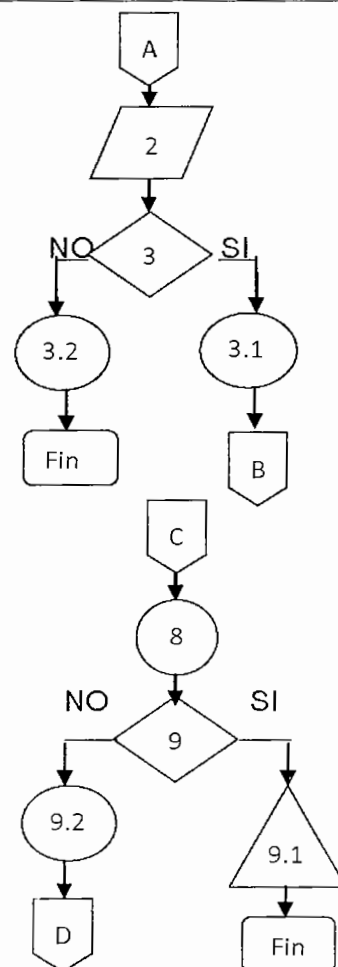 A
2
NO 3 SI
3.2 3.1
Fin B
C
8
NO SI
9
9.2 9.1
D Fin